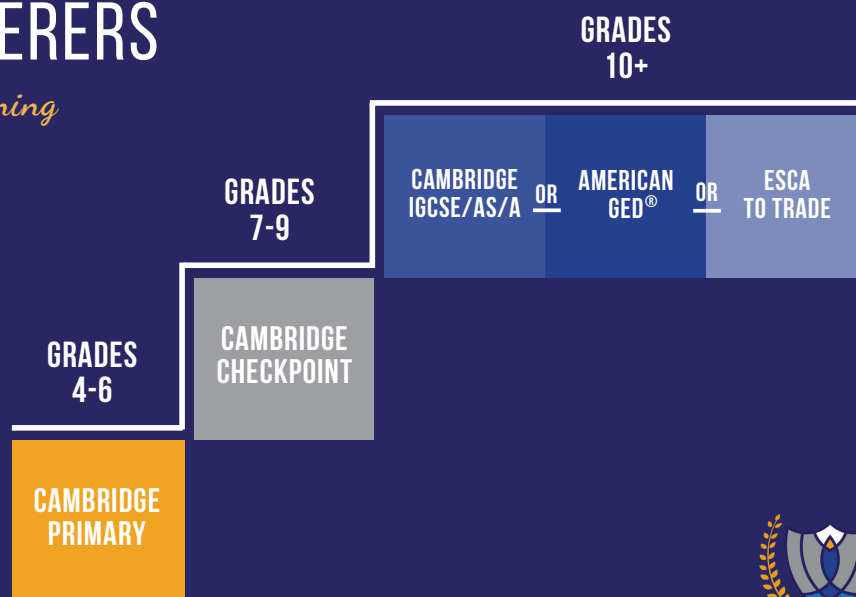 ERERS
ning
GRADES
10+
CAMBRIDGE
IGCSE/AS/A
OR
AMERICAN
GED®
OR
ESCA
TO TRADE
GRADES
7-9
CAMBRIDGE
CHECKPOINT
GRADES
4-6
CAMBRIDGE
PRIMARY